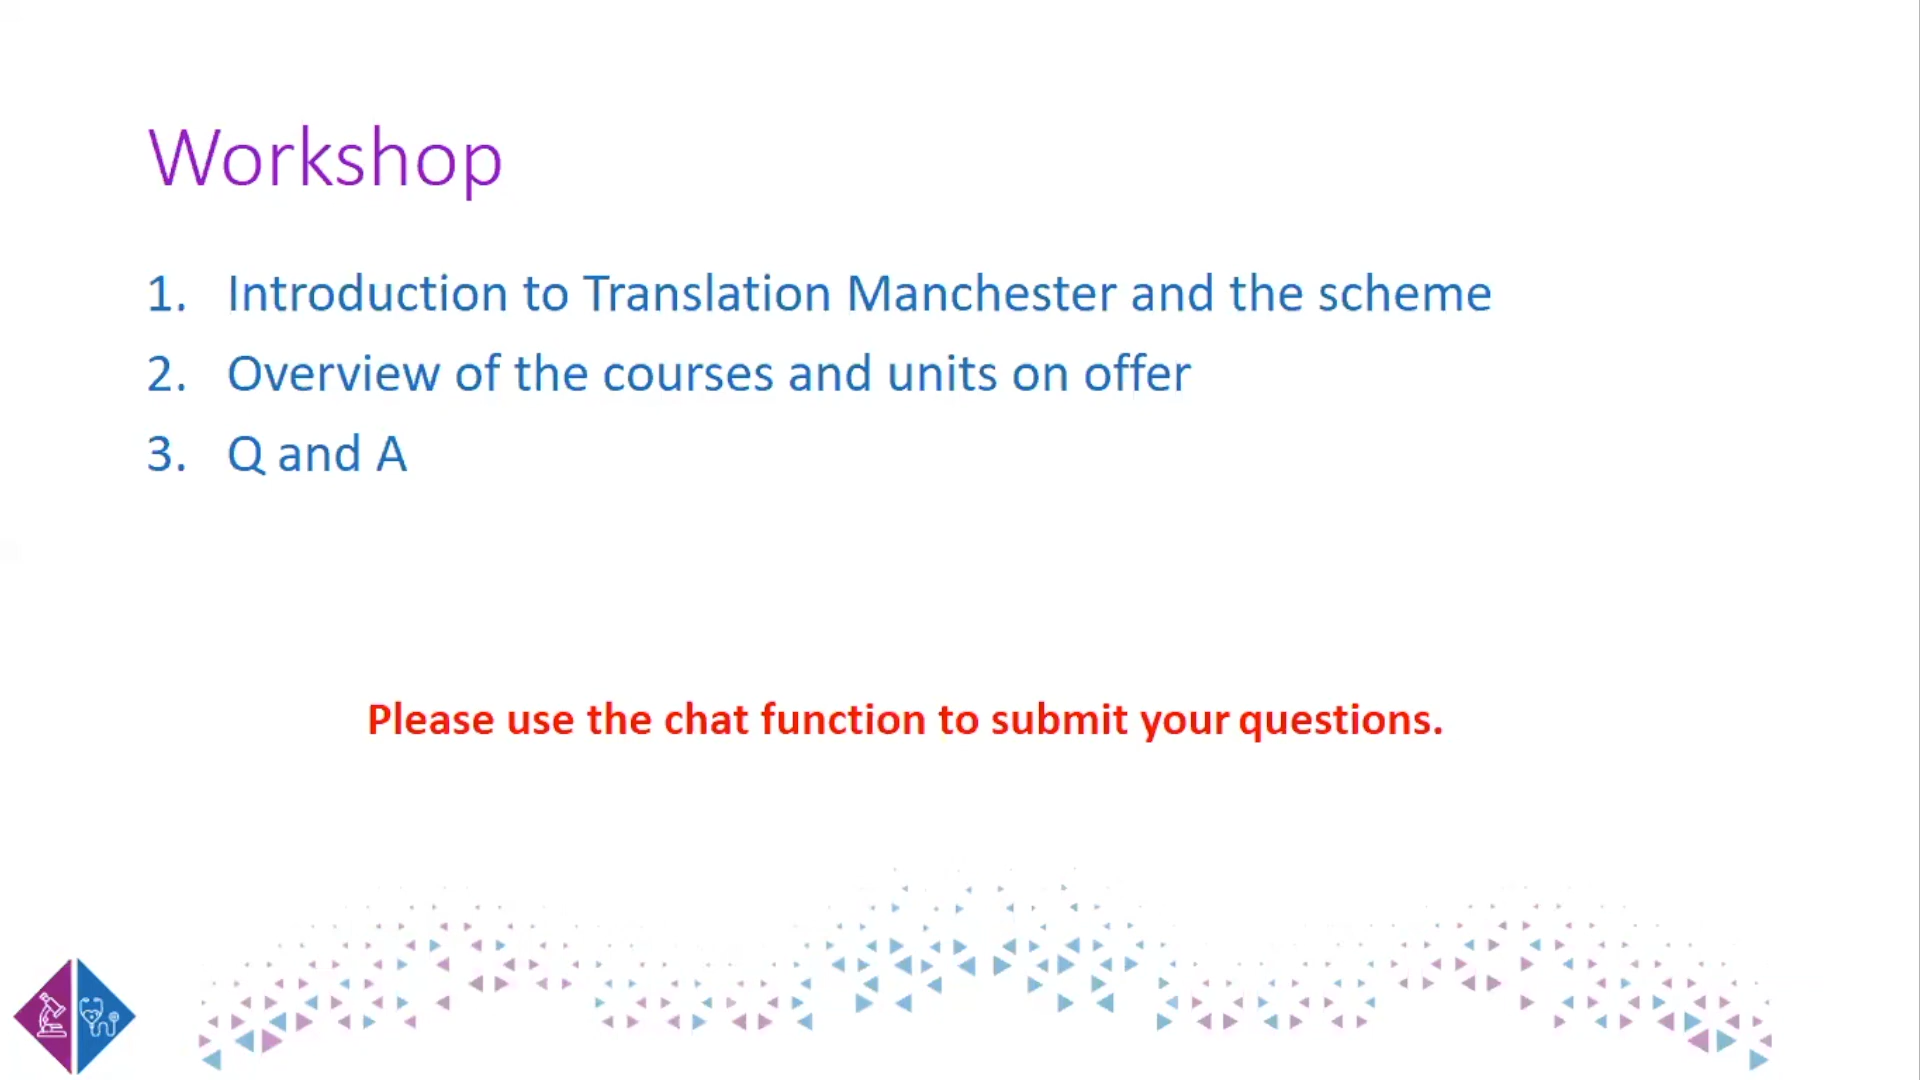 Workshop
1. Introduction to Translation Manchester and the scheme
2. Overview of the courses and units on offer
3. Q and A
Please use the chat function to submit your questions.